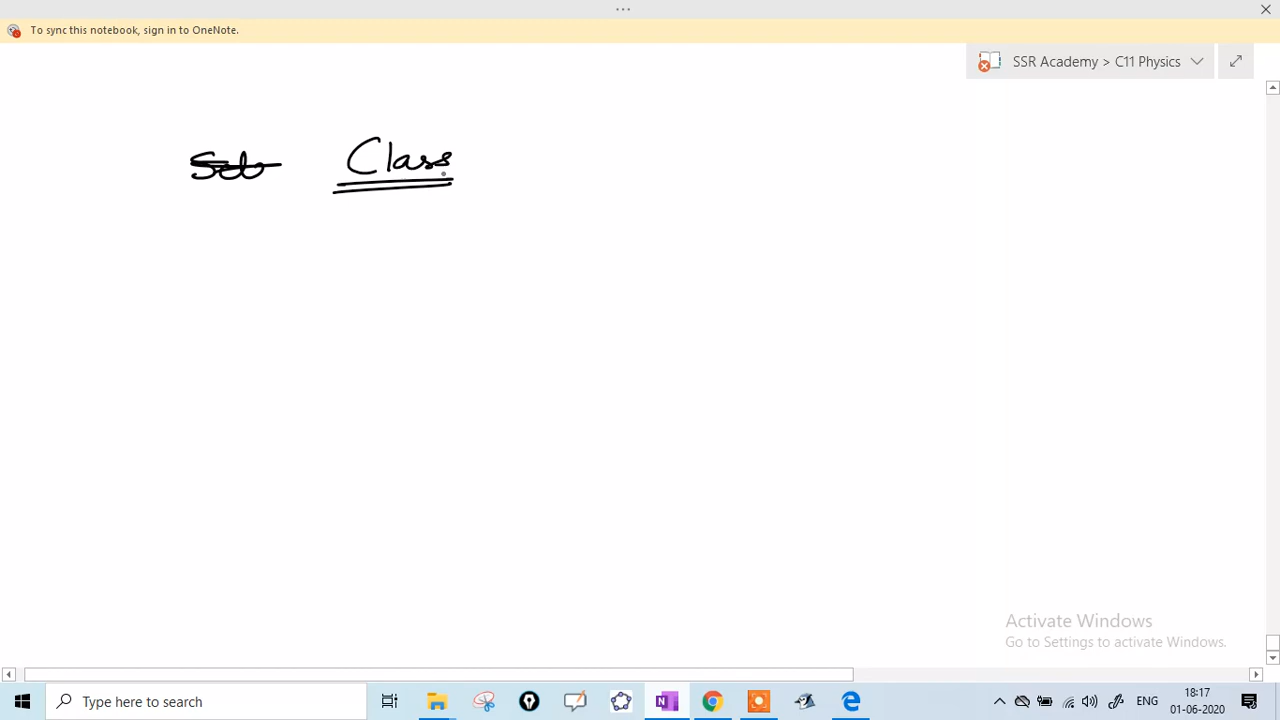 To sync this notebook, sign in to OneNote.
SSR Academy > C11 Physics
Class
Activate Windows
Go to Settings to activate Windows.
Type here to search
ENG
18:17
01-06-2020